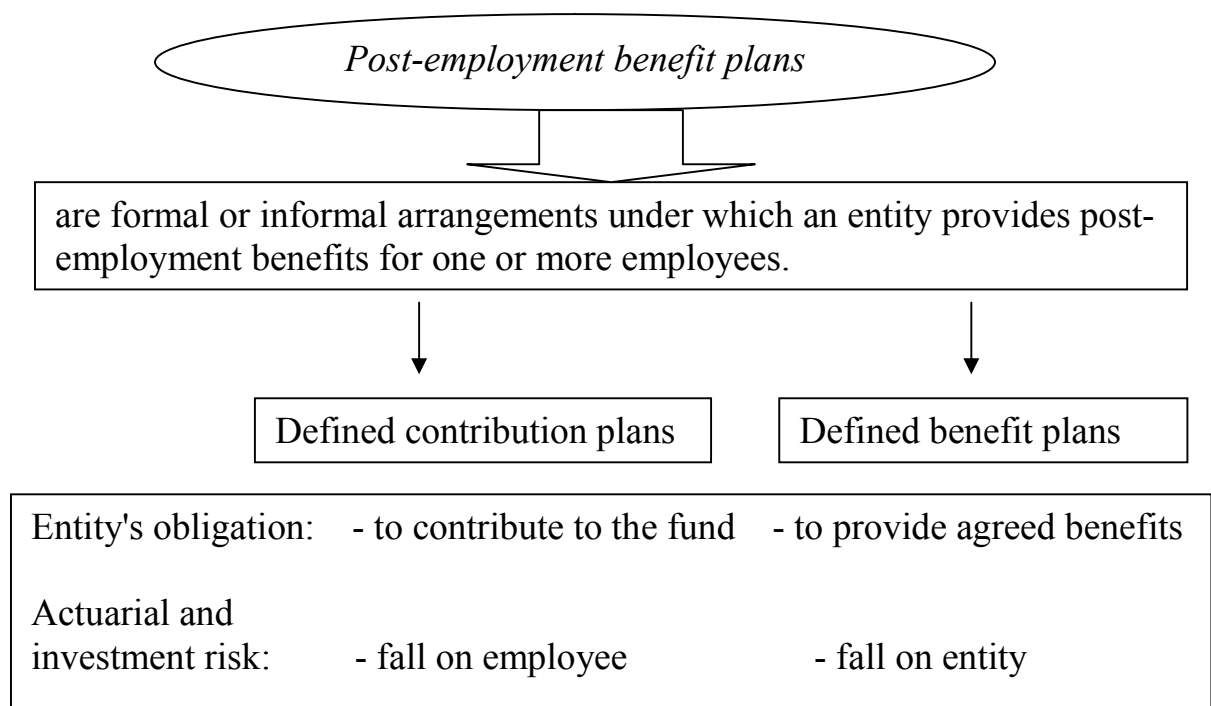 Post-employment benefit plans
are formal or informal arrangements under which an entity provides post-
employment benefits for one or more employees.
Defined contribution plans
Defined benefit plans
Entity's obligation: - to contribute to the fund - to provide agreed benefits
Actuarial and
investment risk: - fall on employee - fall on entity